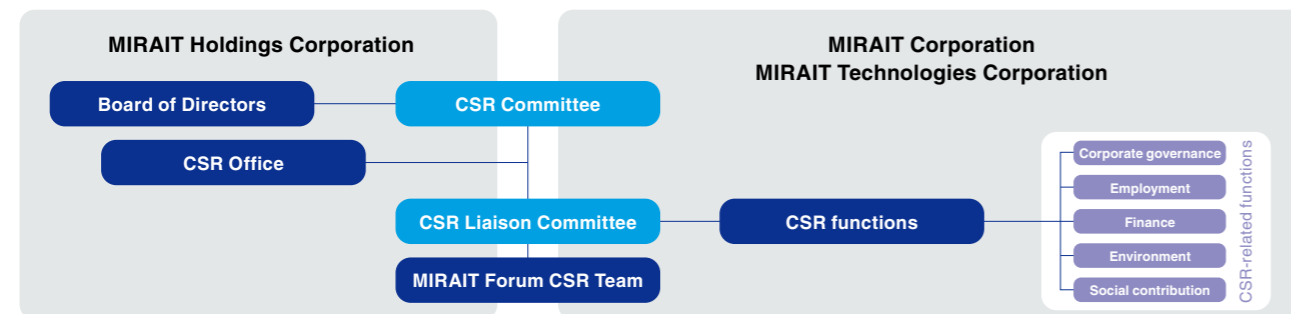 MIRAIT Holdings Corporation
MIRAIT Corporation
MIRAIT Technologies Corporation
Board of Directors
CSR Committee
CSR Office
CSR Liaison Committee
CSR functions
MIRAIT Forum CSR Team
Corporate governance
Employment
Finance
Environment
Social contribution
CSR-related functions